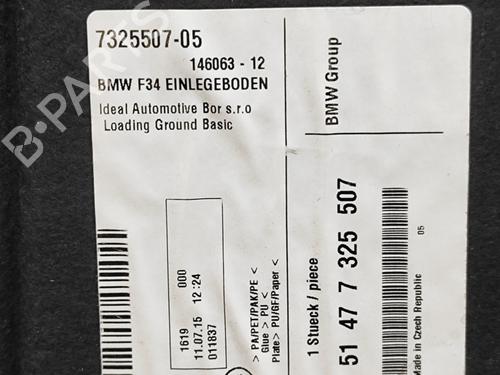 7325507-05
146063 - 12
BMW F34 EINLEGEBODEN
Ideal Automotive Bor s.r.o
Loading Ground Basic
1619 000
11.07.15 12:24
011837
> PA/PET/PAK/PE <
Glue > PU <
Plate> PU/GF/Paper <
BMW Group
1 Stueck / piece
51 47 7 325 507
Made in Czech Republic
05